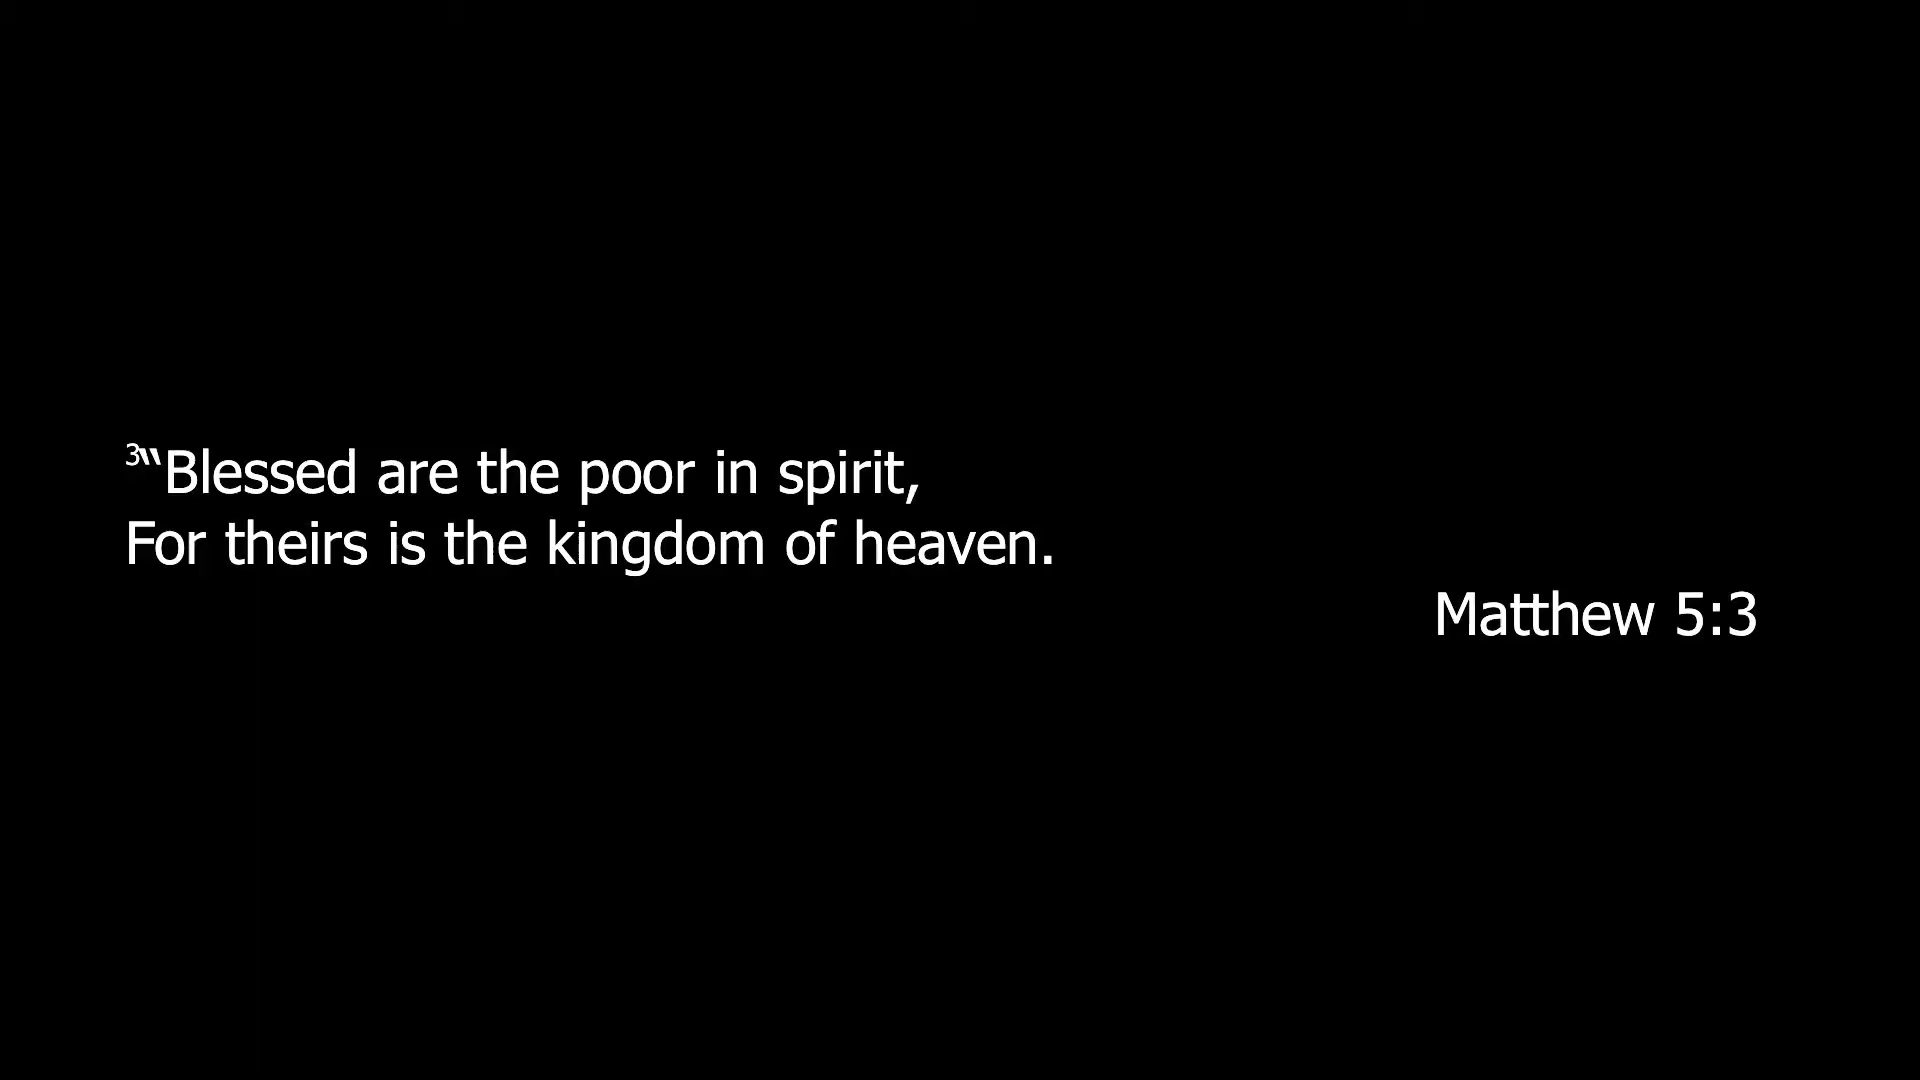 ³“Blessed are the poor in spirit,
For theirs is the kingdom of heaven.
Matthew 5:3